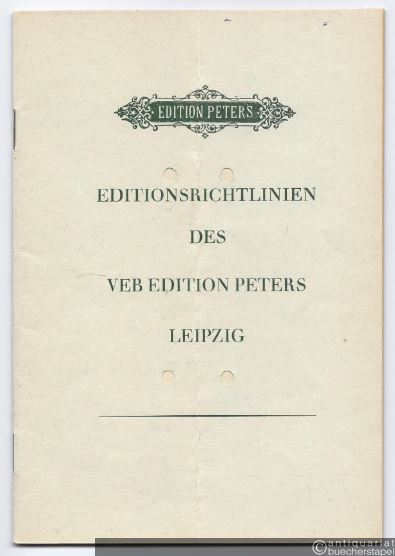 EDITION PETERS
EDITIONSRICHTLINIEN
DES
VEB EDITION PETERS
LEIPZIG
© antiquariat
buecherstapel